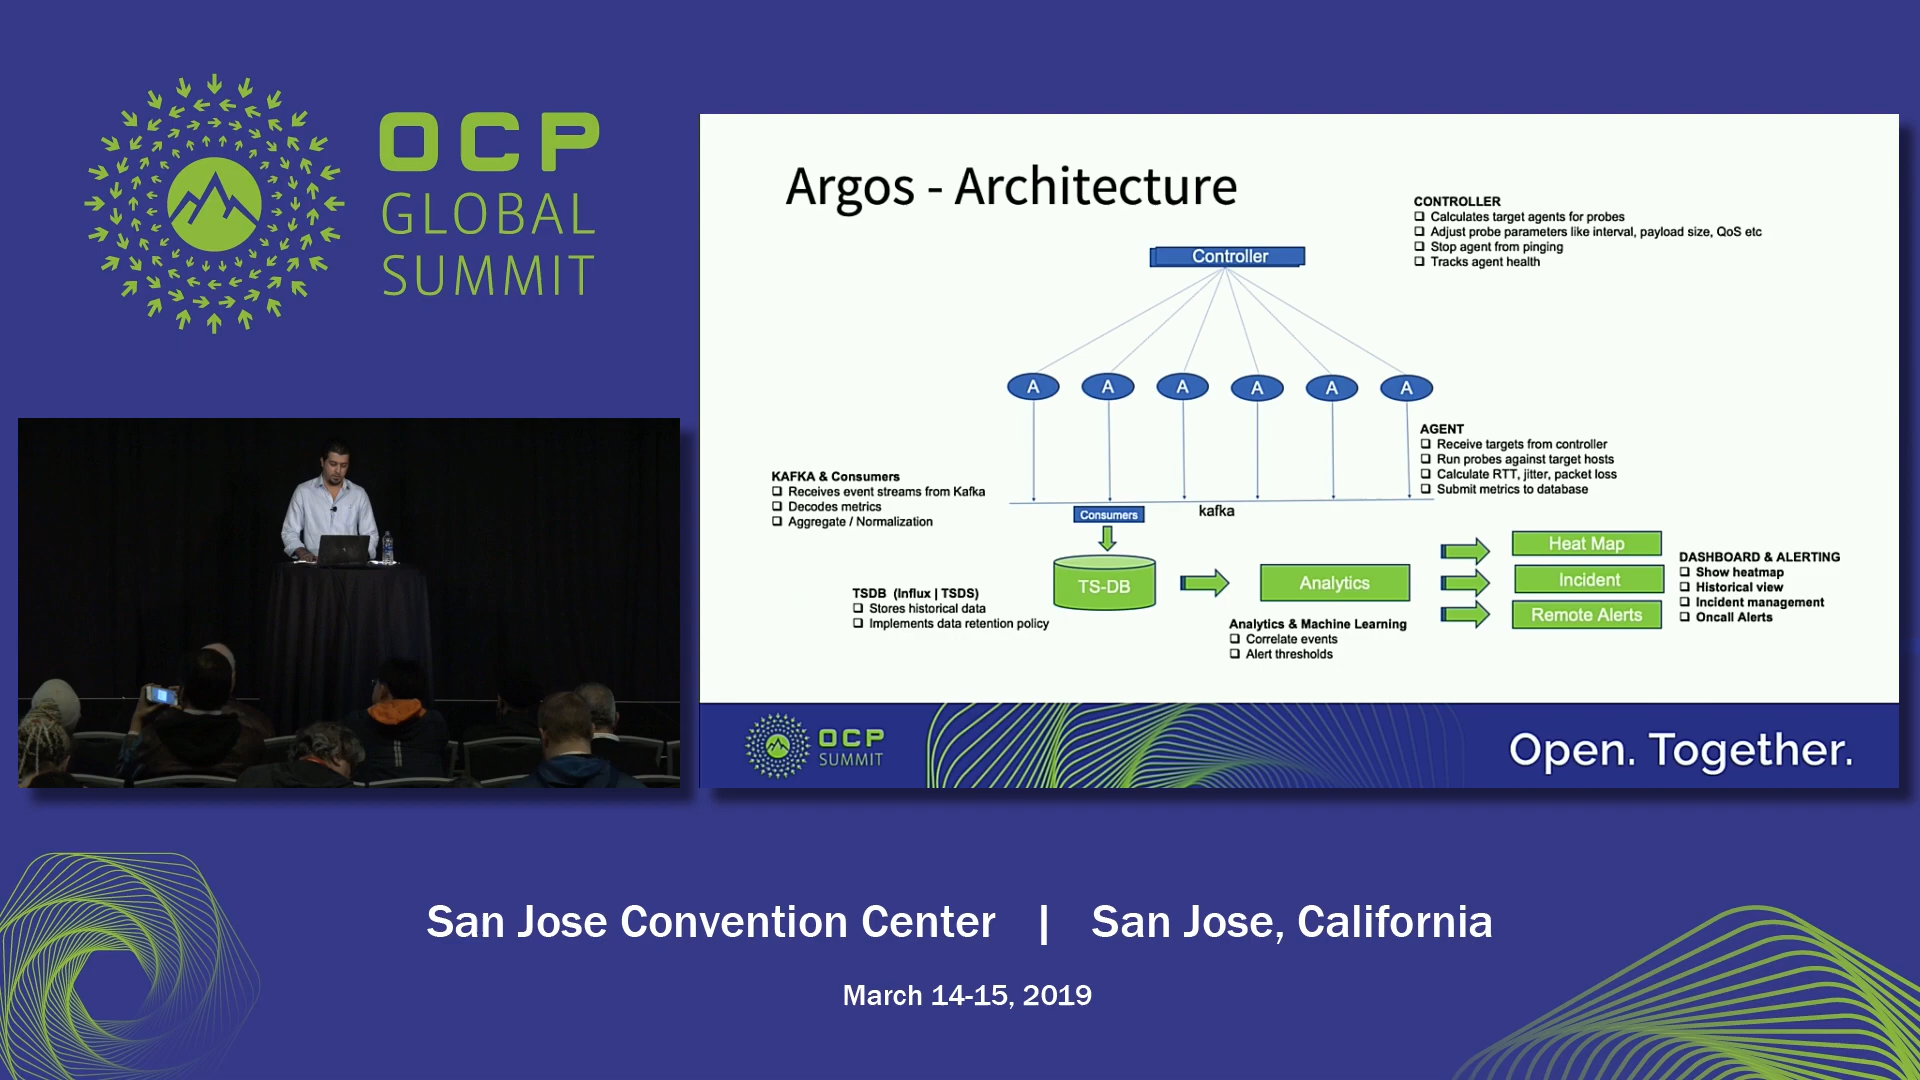 OCP
GLOBAL
SUMMIT
Argos - Architecture
CONTROLLER
Calculates target agents for probes
Adjust probe parameters like interval, payload size, QoS etc
Stop agent from pinging
Tracks agent health
Controller
A A A A A A
AGENT
Receive targets from controller
Run probes against target hosts
Calculate RTT, jitter, packet loss
Submit metrics to database
KAFKA & Consumers
Receives event streams from Kafka
Decodes metrics
Aggregate / Normalization
Consumers
kafka
TS-DB
Analytics
Heat Map
Incident
Remote Alerts
DASHBOARD & ALERTING
Show heatmap
Historical view
Incident management
Oncall Alerts
TSDB (Influx | TSDS)
Stores historical data
Implements data retention policy
Analytics & Machine Learning
Correlate events
Alert thresholds
OCP
SUMMIT
Open. Together.
San Jose Convention Center | San Jose, California
March 14-15, 2019